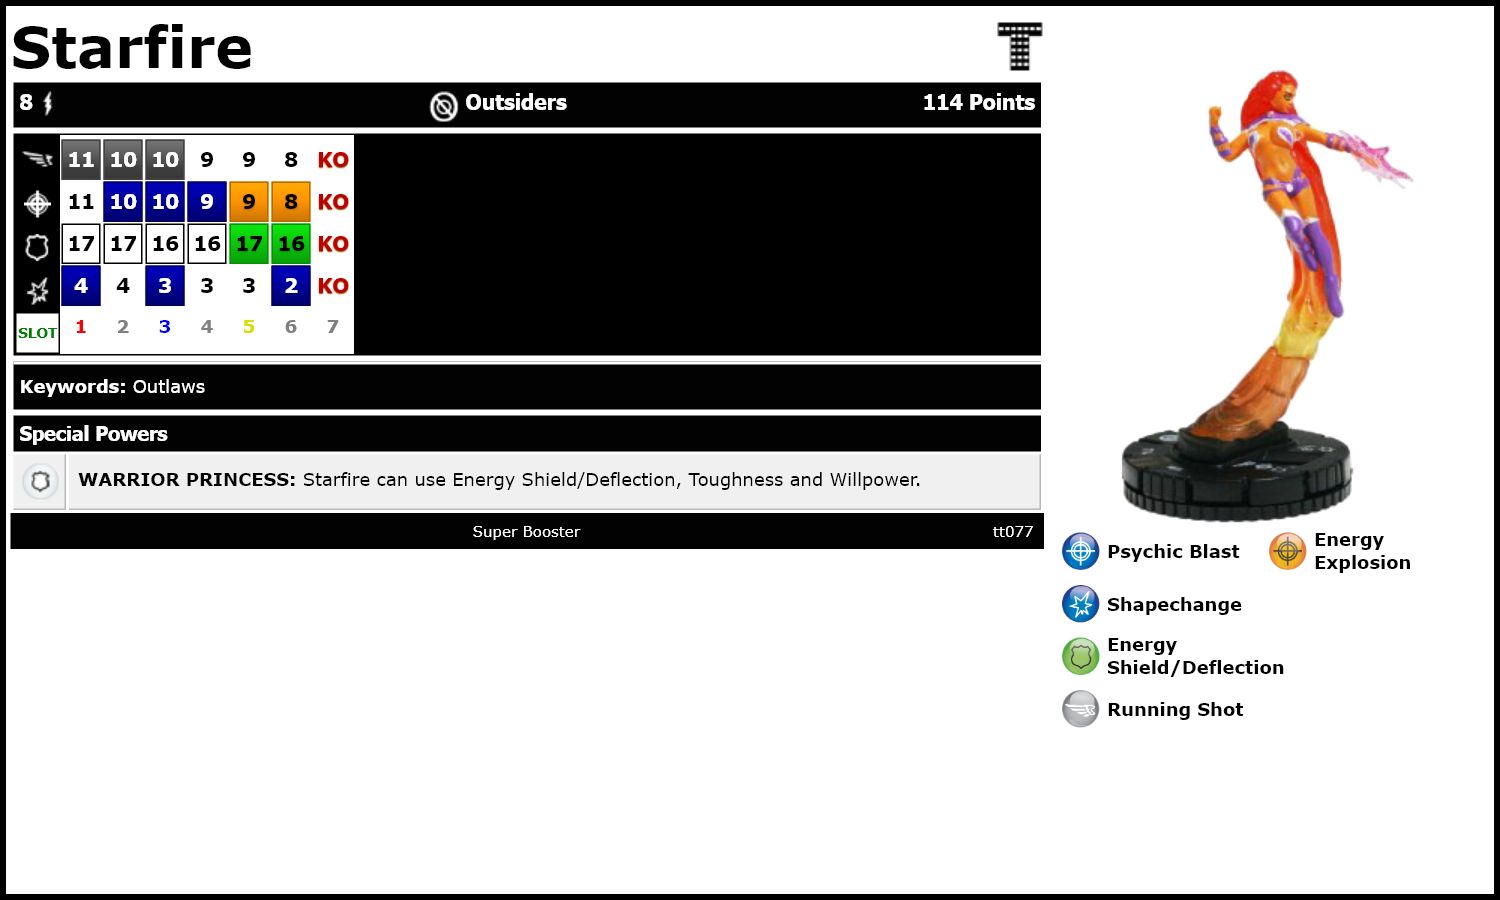 Starfire
T
8 Outsiders 114 Points
11 10 10 9 9 8 KO
11 10 10 9 9 8 KO
17 17 16 16 17 16 KO
4 4 3 3 3 2 KO
SLOT 1 2 3 4 5 6 7
Keywords: Outlaws
Special Powers
WARRIOR PRINCESS: Starfire can use Energy Shield/Deflection, Toughness and Willpower.
Super Booster tt077
Psychic Blast
Energy
Explosion
Shapechange
Energy
Shield/Deflection
Running Shot